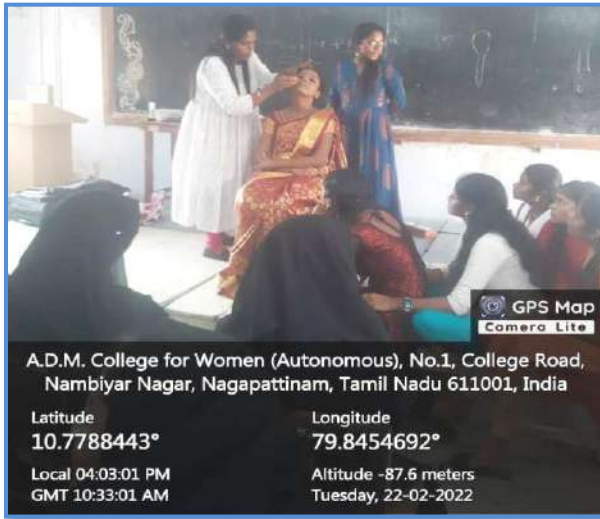 GPS Map
Camera Lite
A.D.M. College for Women (Autonomous), No.1, College Road,
Nambiyar Nagar, Nagapattinam, Tamil Nadu 611001, India
Latitude
10.7788443°
Longitude
79.8454692°
Local 04:03:01 PM
GMT 10:33:01 AM
Altitude -87.6 meters
Tuesday, 22-02-2022